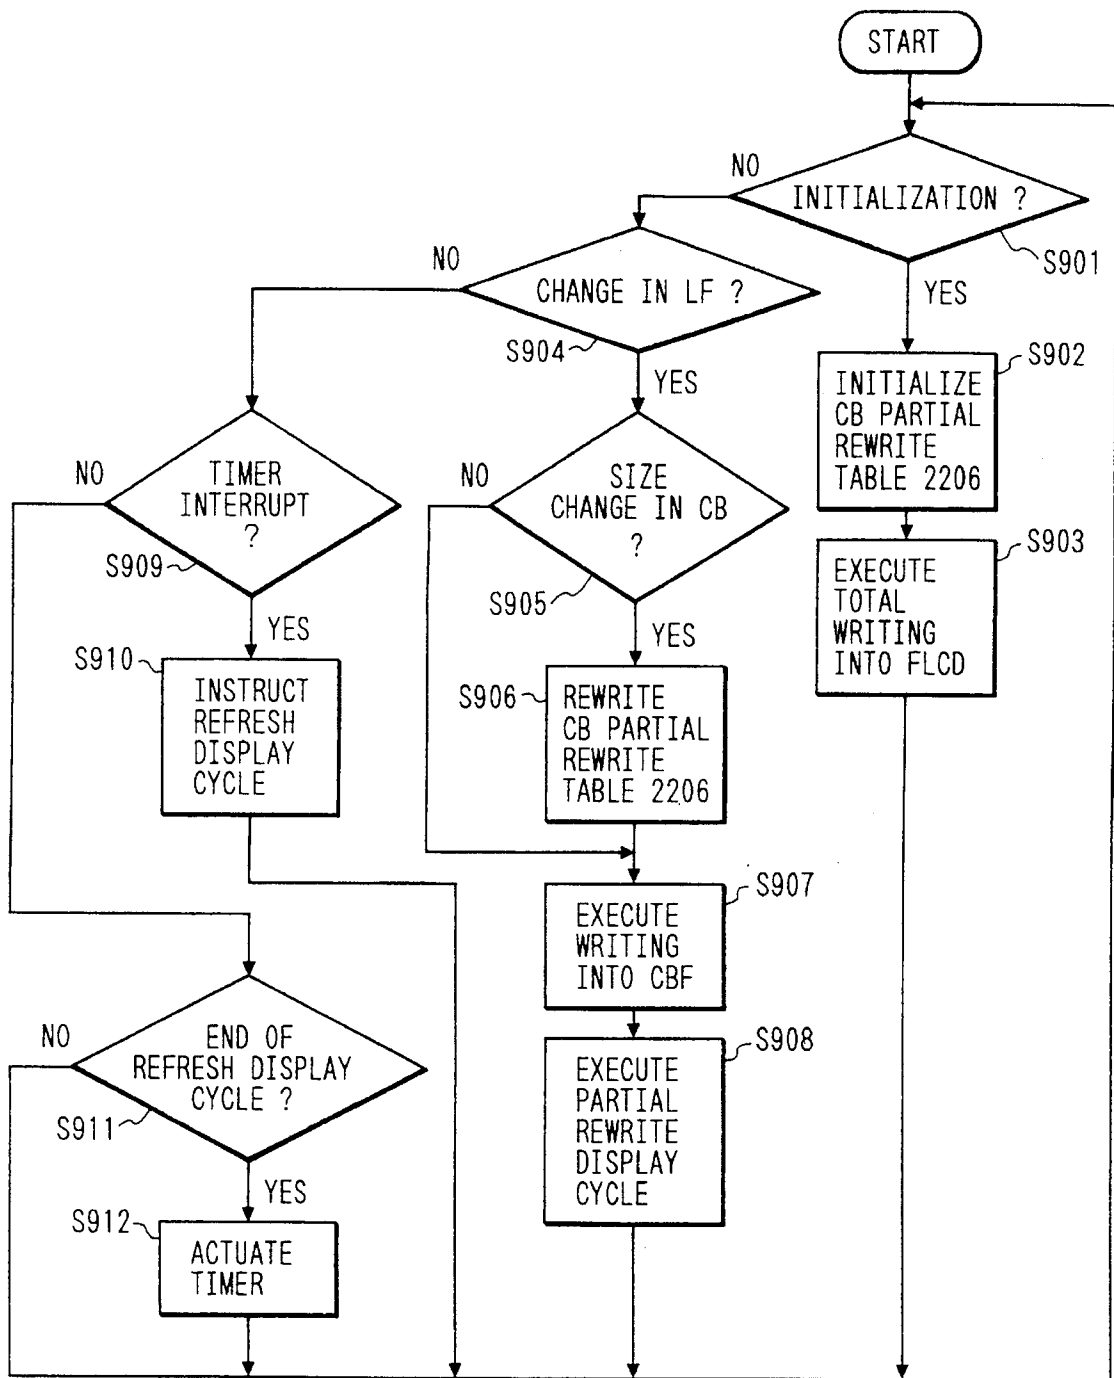 START
NO
INITIALIZATION ?
S901
YES
NO
CHANGE IN LF ?
S904
YES
S902
INITIALIZE
CB PARTIAL
REWRITE
TABLE 2206
NO
TIMER
INTERRUPT
?
S909
YES
NO
SIZE
CHANGE IN CB
?
S905
YES
S903
EXECUTE
TOTAL
WRITING
INTO FLCD
S910
INSTRUCT
REFRESH
DISPLAY
CYCLE
S906
REWRITE
CB PARTIAL
REWRITE
TABLE 2206
S907
EXECUTE
WRITING
INTO CBF
NO
END OF
REFRESH DISPLAY
CYCLE ?
S911
YES
S908
EXECUTE
PARTIAL
REWRITE
DISPLAY
CYCLE
S912
ACTUATE
TIMER